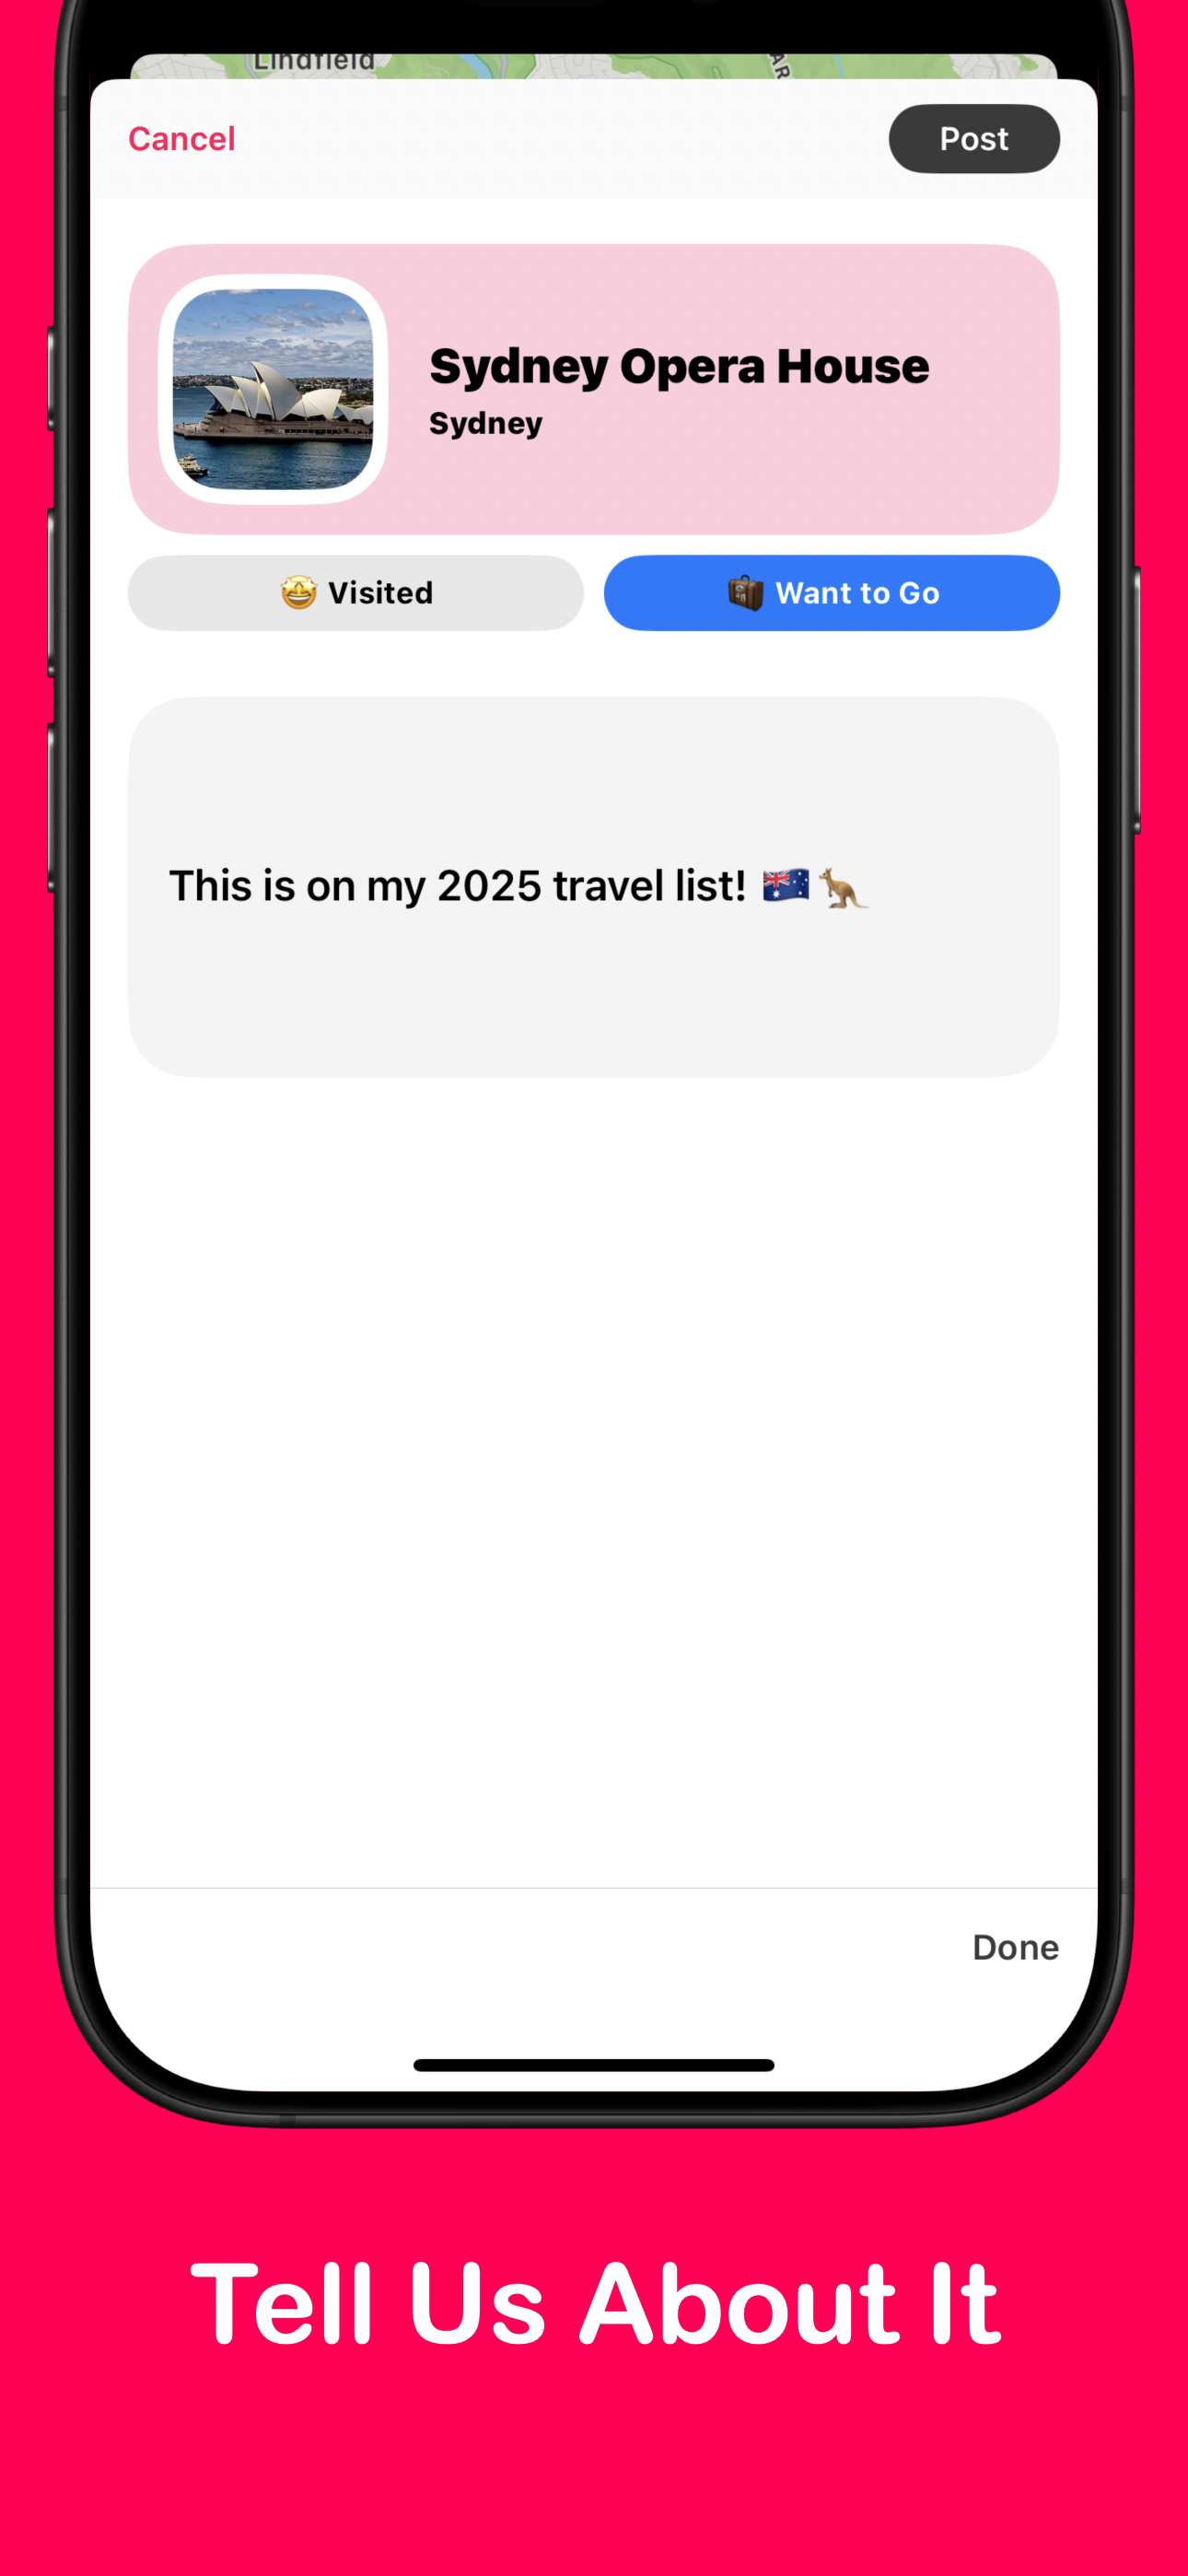 Lindfield
AR
Cancel
Post
Sydney Opera House
Sydney
🤩 Visited
🧳 Want to Go
This is on my 2025 travel list! 🇦🇺🦘
Done
Tell Us About It